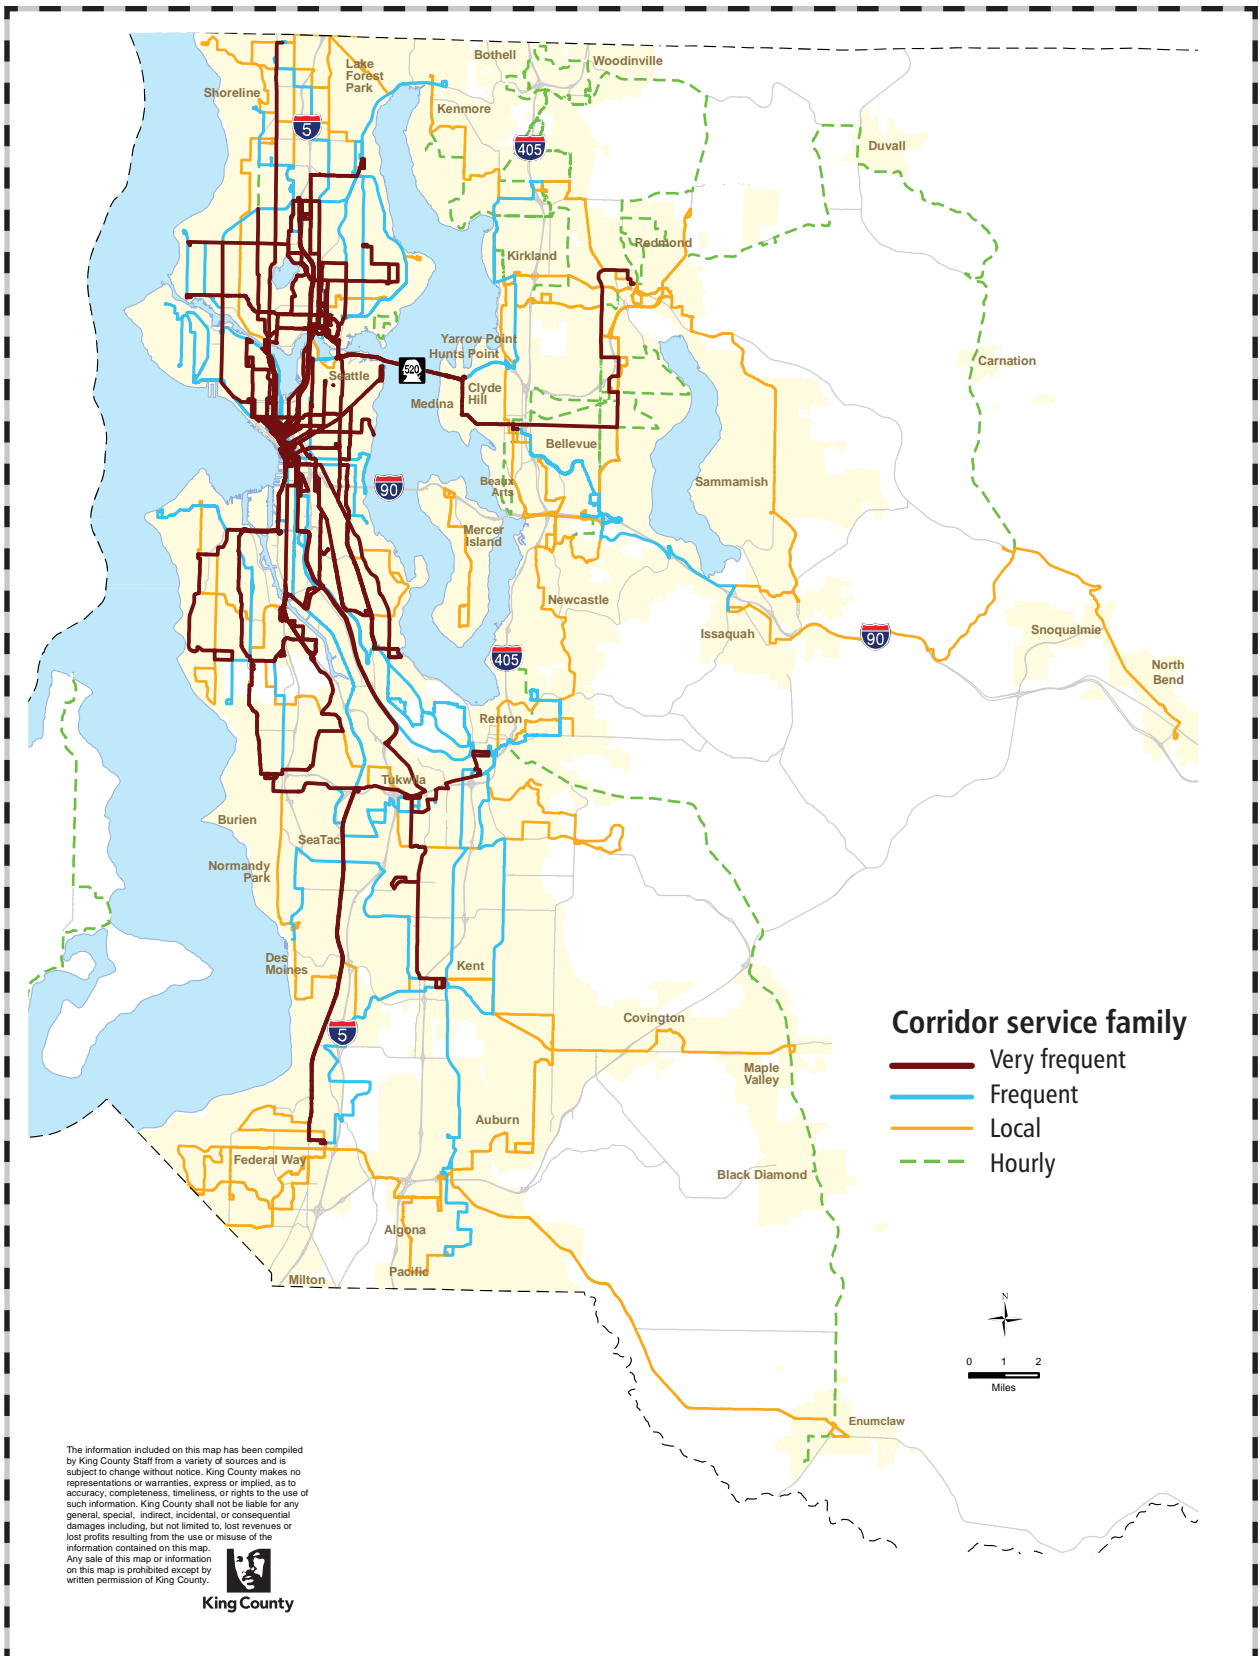 Bothell
Woodinville
Lake
Forest
Park
Shoreline
Kenmore
5
405
Duvall
Redmond
Kirkland
Yarrow Point
Hunts Point
Carnation
520
Seattle
Clyde
Hill
Medina
Bellevue
Beaux
Arts
Sammamish
90
Mercer
Island
Newcastle
Issaquah
90
Snoqualmie
405
North
Bend
Renton
Tukwila
Burien
SeaTac
Normandy
Park
Des
Moines
Kent
5
Covington
Maple
Valley
Corridor service family
Very frequent
Frequent
Local
Hourly
Auburn
Federal Way
Black Diamond
Algona
Pacific
Milton
N
0 1 2
Miles
Enumclaw
The information included on this map has been compiled
by King County Staff from a variety of sources and is
subject to change without notice. King County makes no
representations or warranties, express or implied, as to
accuracy, completeness, timeliness, or rights to the use of
such information. King County shall not be liable for any
general, special, indirect, incidental, or consequential
damages including, but not limited to, lost revenues or
lost profits resulting from the use or misuse of the
information contained on this map.
Any sale of this map or information
on this map is prohibited except by
written permission of King County.
King County